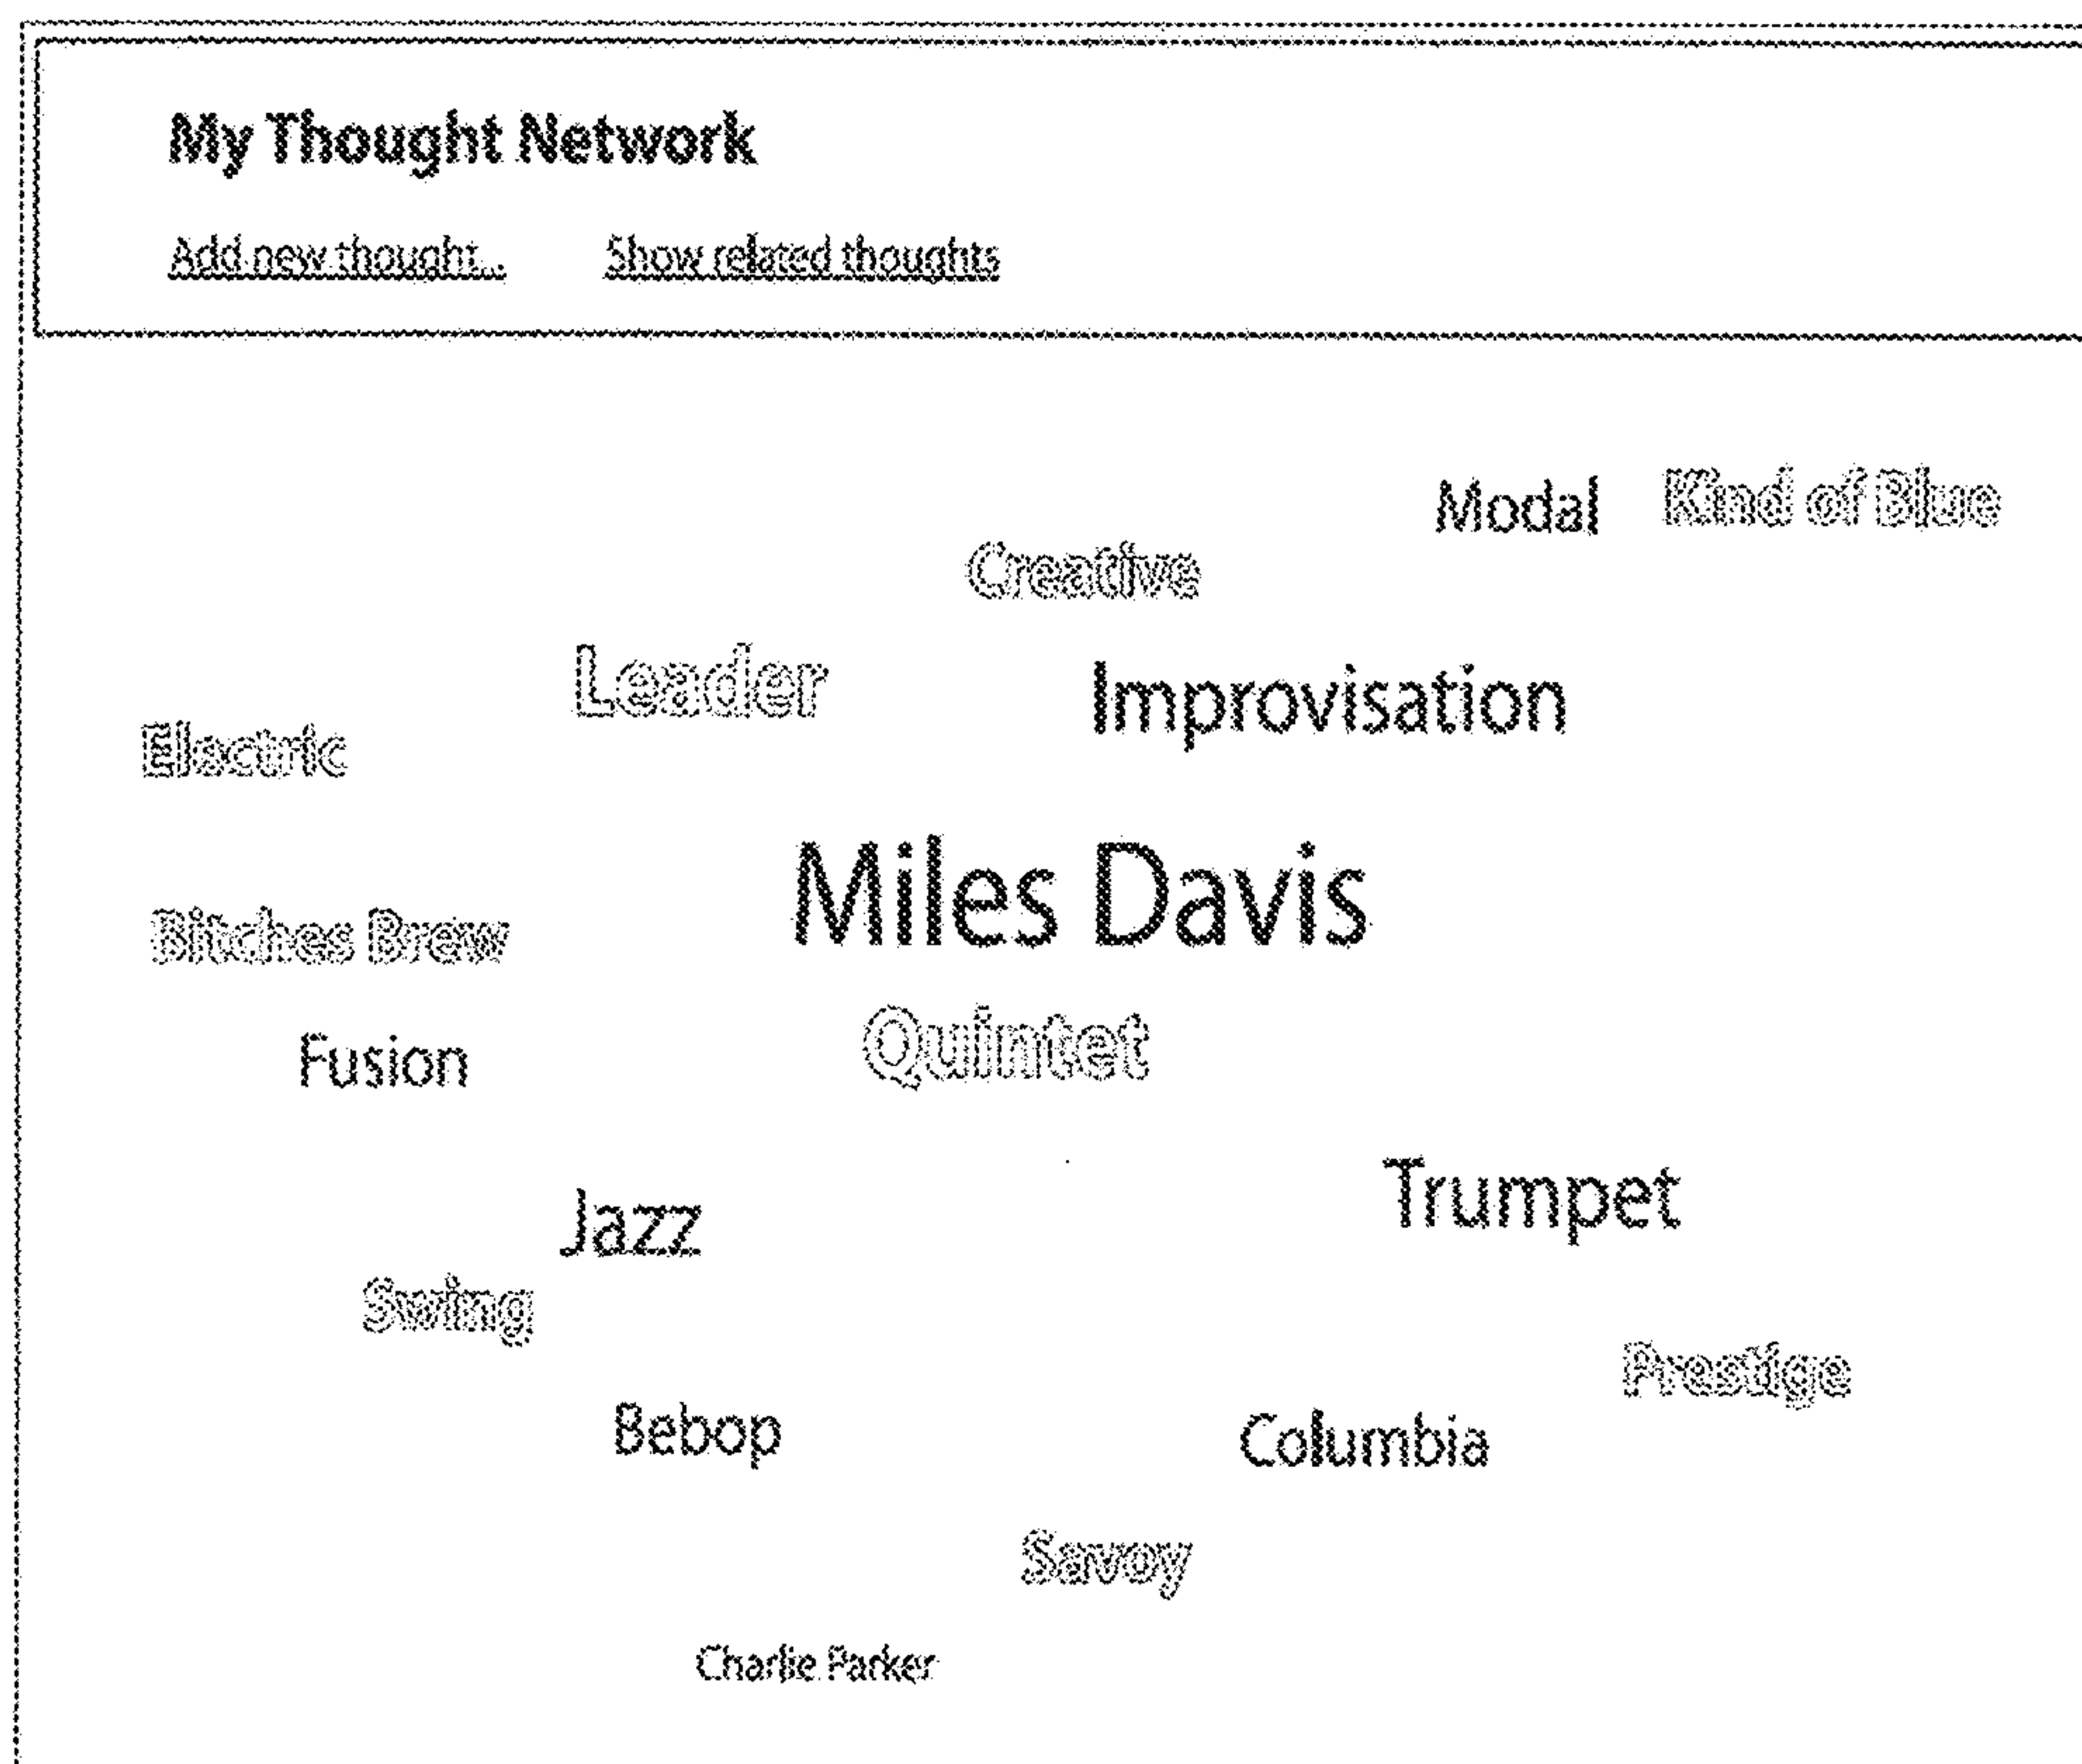 My Thought Network
Add new thought... Show related thoughts
Modal Kind of Blue
Creative
Leader Improvisation
Electric
Miles Davis
Bitches Brew
Quintet
Fusion
Trumpet
Jazz
Swing
Prestige
Bebop Columbia
Savoy
Charlie Parker